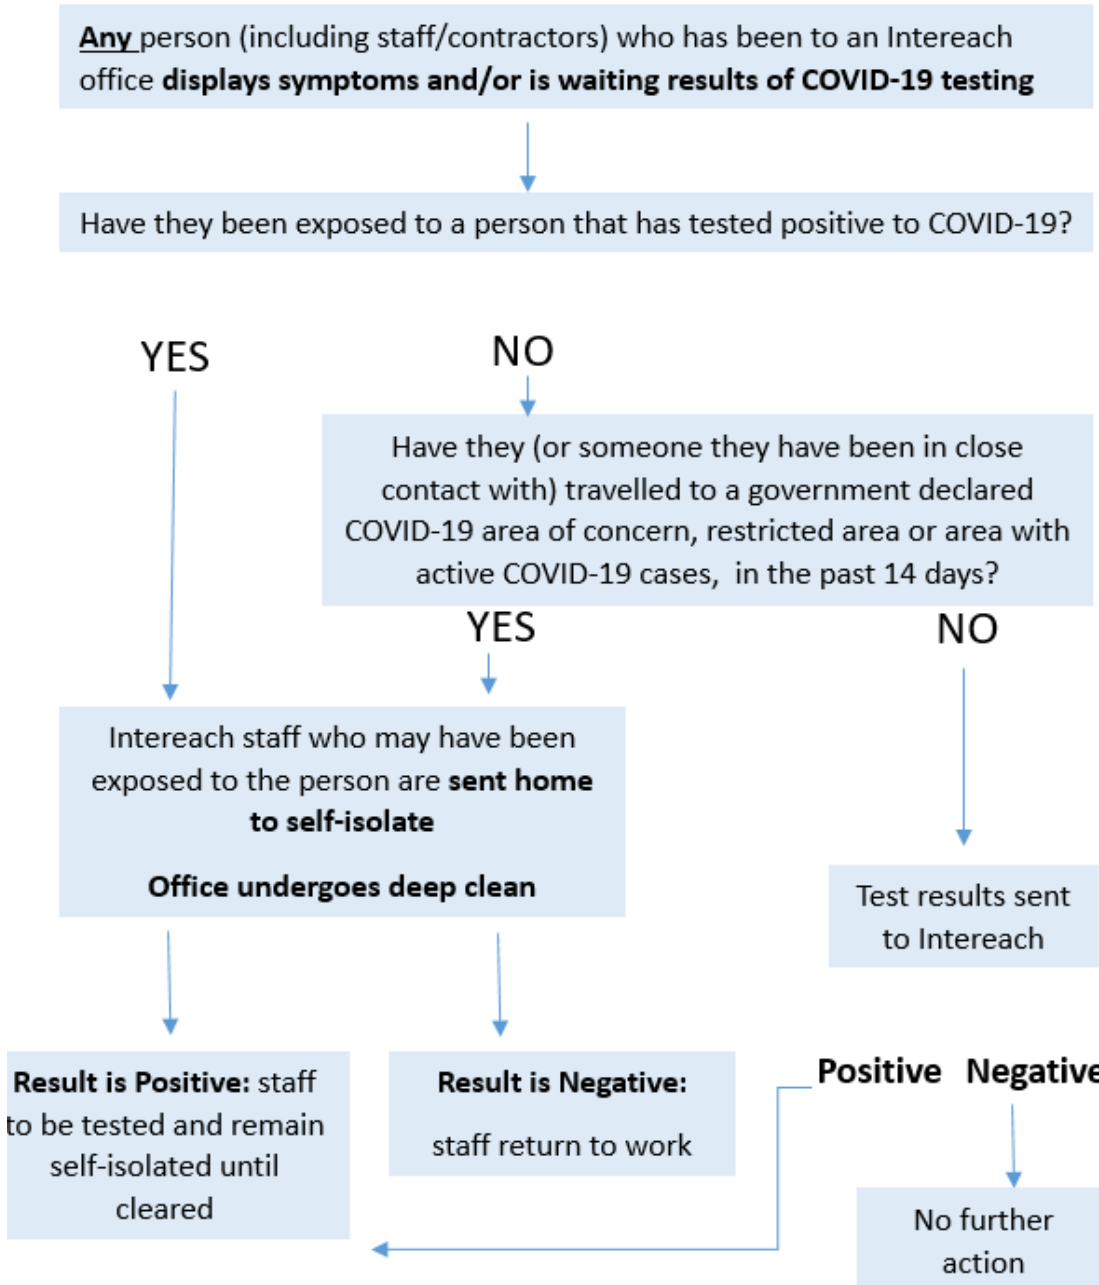 Any person (including staff/contractors) who has been to an Intereach
office displays symptoms and/or is waiting results of COVID-19 testing
Have they been exposed to a person that has tested positive to COVID-19?
YES
NO
Have they (or someone they have been in close
contact with) travelled to a government declared
COVID-19 area of concern, restricted area or area with
active COVID-19 cases,  in the past 14 days?
YES
NO
Intereach staff who may have been
exposed to the person are sent home
to self-isolate
Office undergoes deep clean
Test results sent
to Intereach
Result is Positive: staff
to be tested and remain
self-isolated until
cleared
Result is Negative:
staff return to work
Positive Negative
No further
action